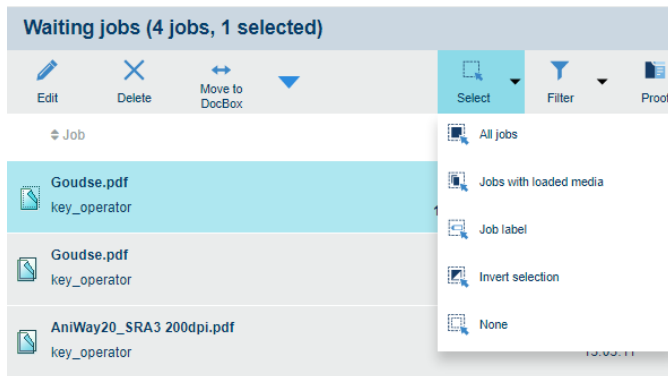 Waiting jobs (4 jobs, 1 selected)
Edit
Delete
Move to
DocBox
Select
Filter
Job
All jobs
Goudse.pdf
key_operator
Jobs with loaded media
Job label
Goudse.pdf
key_operator
Invert selection
AniWay20_SRA3 200dpi.pdf
key_operator
None